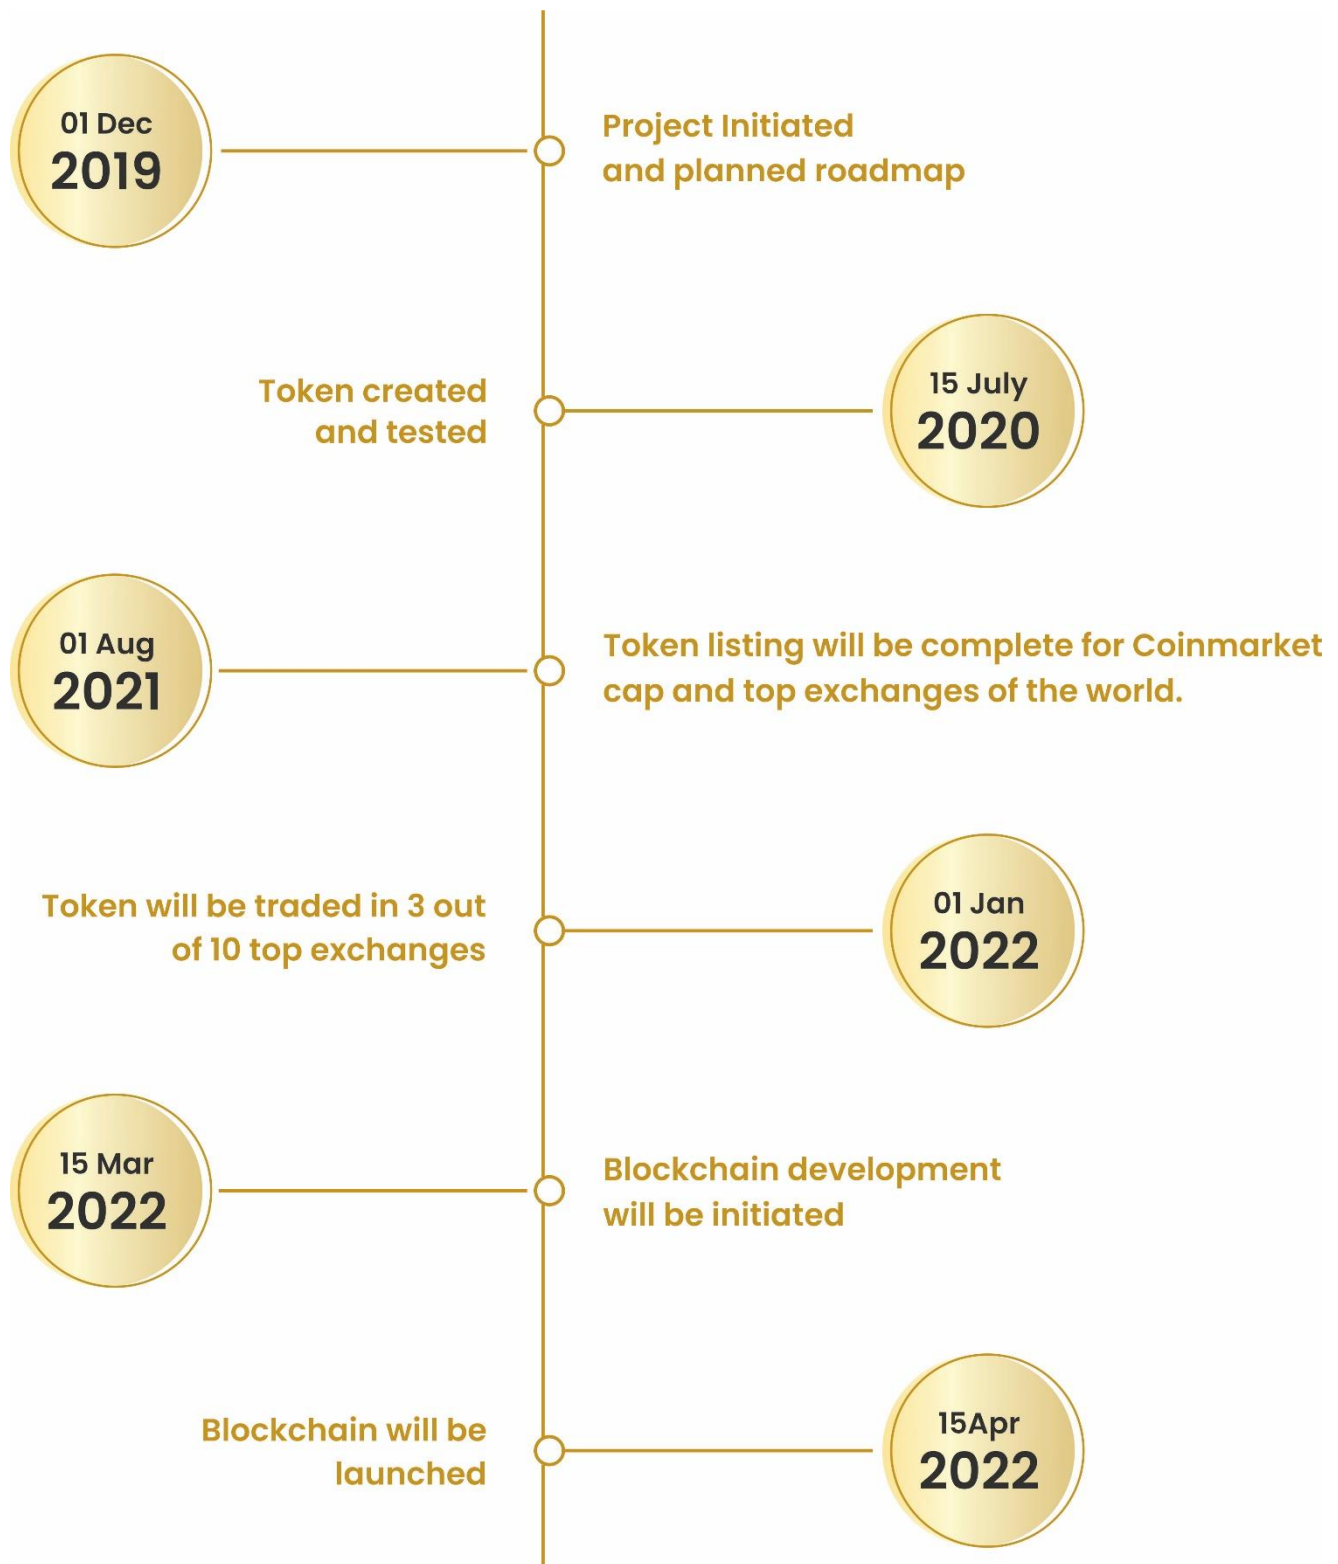 01 Dec
2019
Project Initiated
and planned roadmap
Token created
and tested
15 July
2020
01 Aug
2021
Token listing will be complete for Coinmarket
cap and top exchanges of the world.
Token will be traded in 3 out
of 10 top exchanges
01 Jan
2022
15 Mar
2022
Blockchain development
will be initiated
Blockchain will be
launched
15Apr
2022